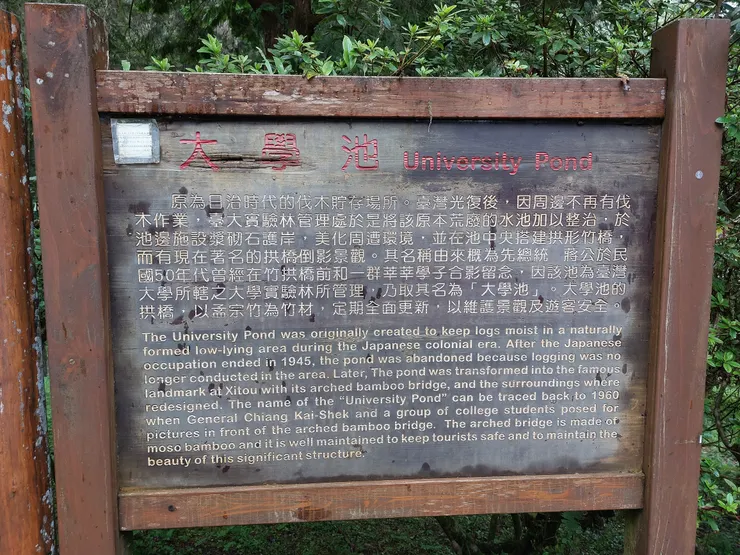 大學池 University Pond
原為日治時代的伐木貯存場所。臺灣光復後，因周邊不再有伐
木作業，臺大實驗林管理處於是將該原本荒廢的水池加以整治，於
池邊施設漿砌石護岸，美化周遭環境，並在池中央搭建拱形竹橋，
而有現在著名的拱橋倒影景觀。其名稱由來概為先總統 蔣公於民
國50年代曾經在竹拱橋前和一群莘莘學子合影留念，因該池為臺灣
大學所轄之大學實驗林所管理，乃取其名為「大學池」。大學池的
拱橋，以孟宗竹為竹材，定期全面更新，以維護景觀及遊客安全。
The University Pond was originally created to keep logs moist in a naturally
formed low-lying area during the Japanese colonial era. After the Japanese
occupation ended in 1945, the pond was abandoned because logging was no
longer conducted in the area. Later, The pond was transformed into the famous
landmark at Xitou with its arched bamboo bridge, and the surroundings where
redesigned. The name of the “University Pond” can be traced back to 1960
when General Chiang Kai-Shek and a group of college students posed for
pictures in front of the arched bamboo bridge. The arched bridge is made of
moso bamboo and it is well maintained to keep tourists safe and to maintain the
beauty of this significant structure.